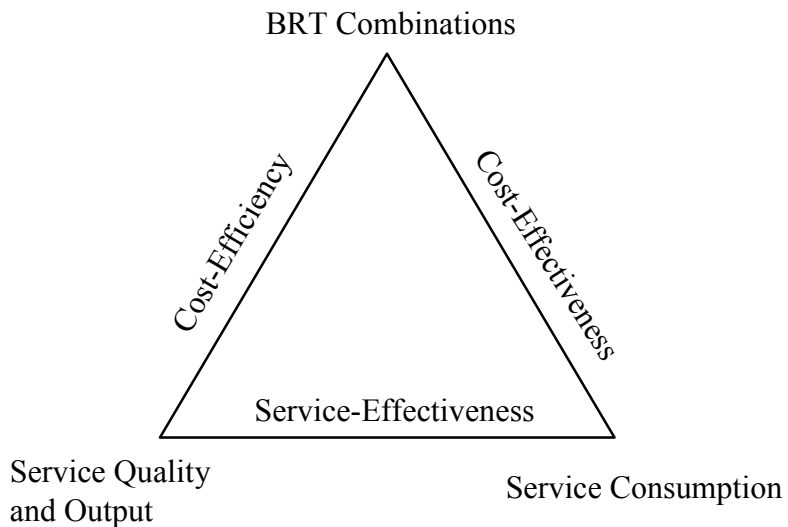 BRT Combinations
Cost-Efficiency
Cost-Effectiveness
Service-Effectiveness
Service Quality
and Output
Service Consumption